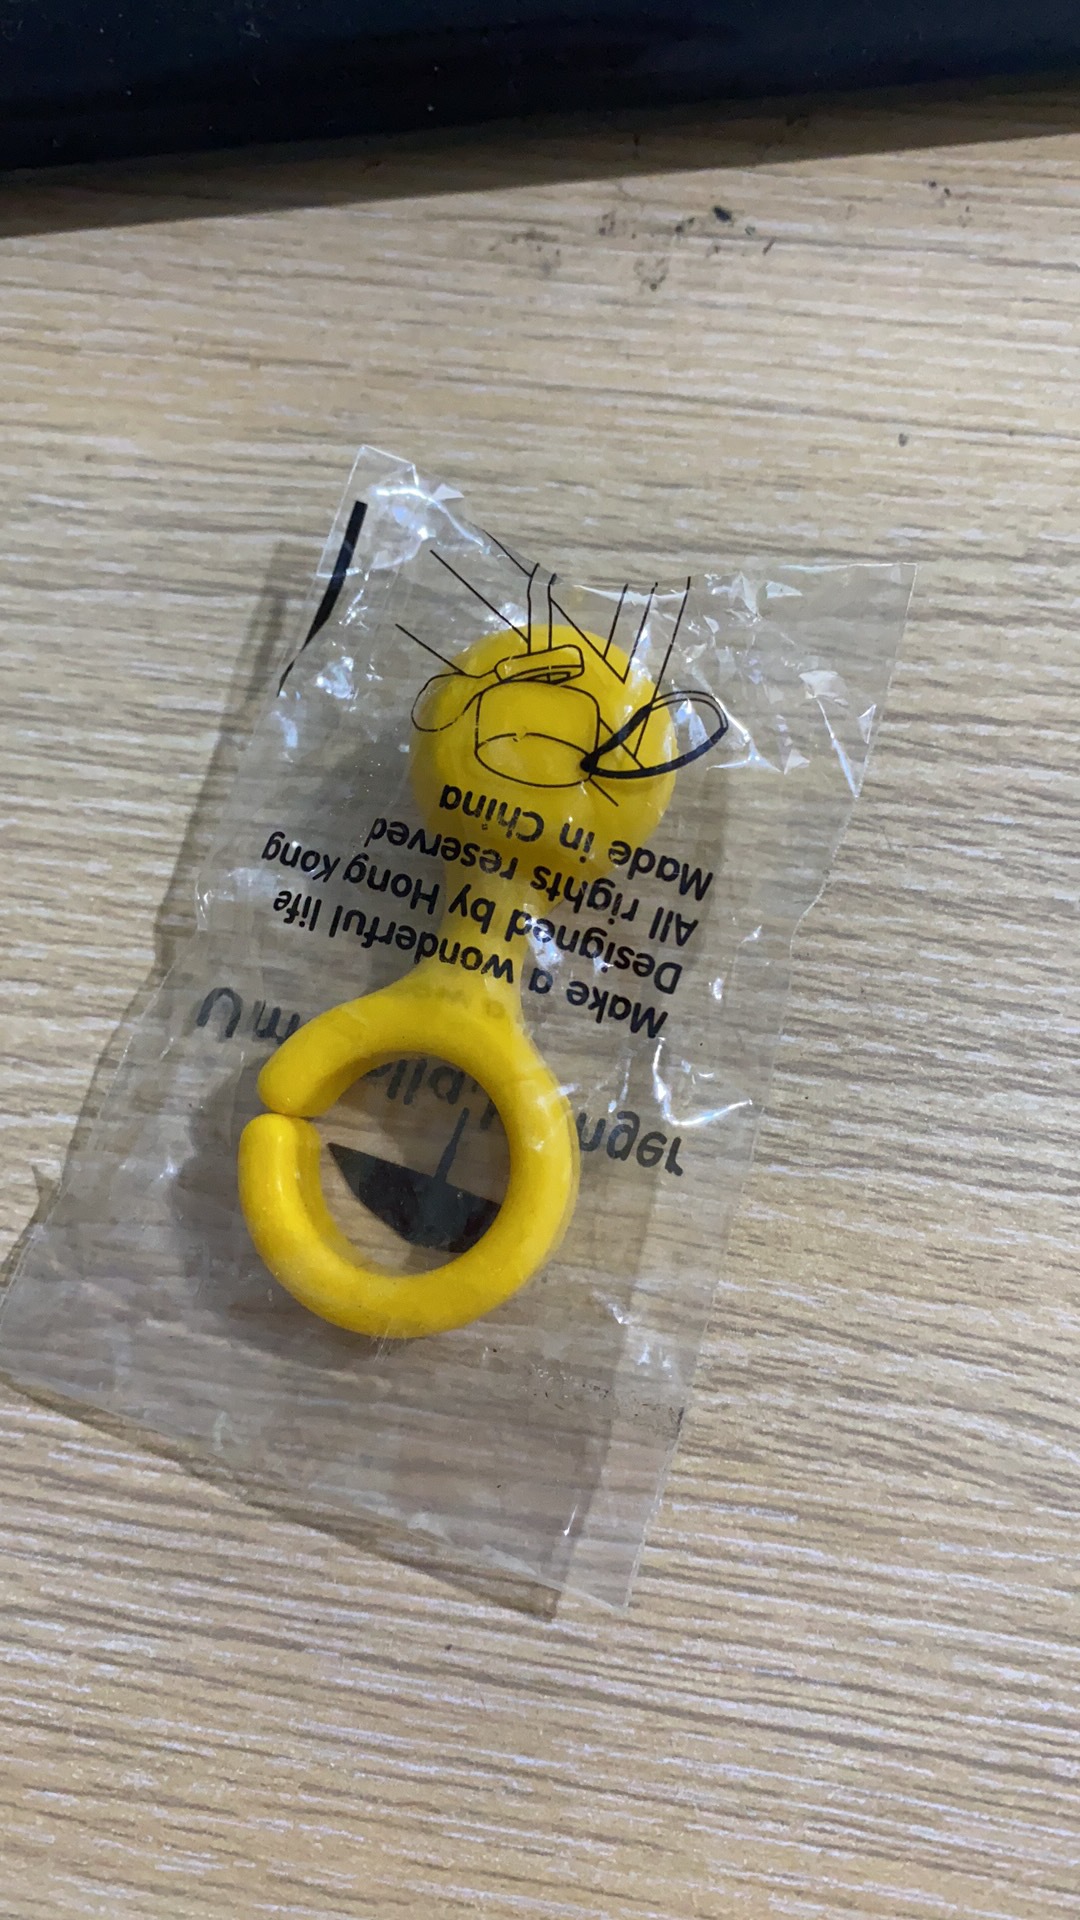 Make a wonderful life
Designed by Hong Kong
All rights reserved
Made in China